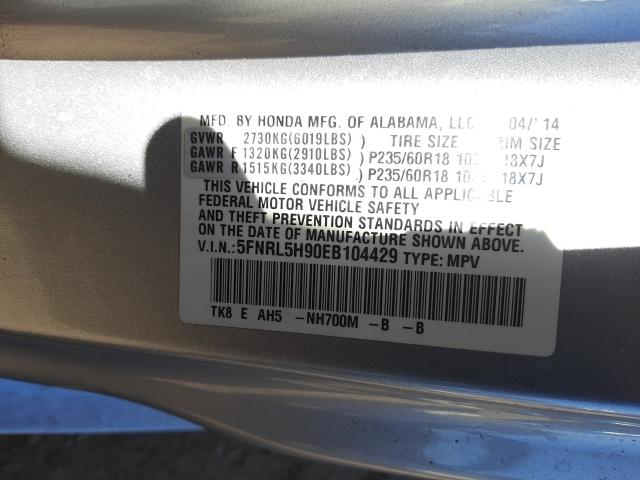 MFD. BY HONDA MFG. OF ALABAMA, LLC 04/'14
GVWR 2730KG(6019LBS) TIRE SIZE RIM SIZE
GAWR F 1320KG(2910LBS) P235/60R18 18X7J
GAWR R 1515KG(3340LBS) P235/60R18 18X7J
THIS VEHICLE CONFORMS TO ALL APPLICABLE
FEDERAL MOTOR VEHICLE SAFETY
AND THEFT PREVENTION STANDARDS IN EFFECT
ON THE DATE OF MANUFACTURE SHOWN ABOVE.
V.I.N.:5FNRL5H90EB104429 TYPE: MPV
TK8 E AH5 -NH700M -B -B